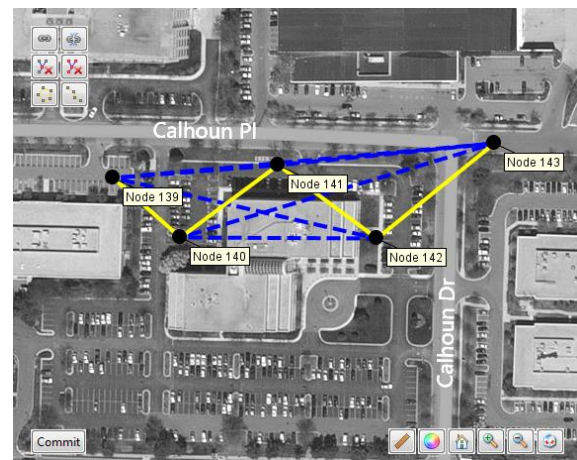 Calhoun Pl
Node 143
Node 141
Node 139
Node 140
Node 142
Calhoun Dr
Commit